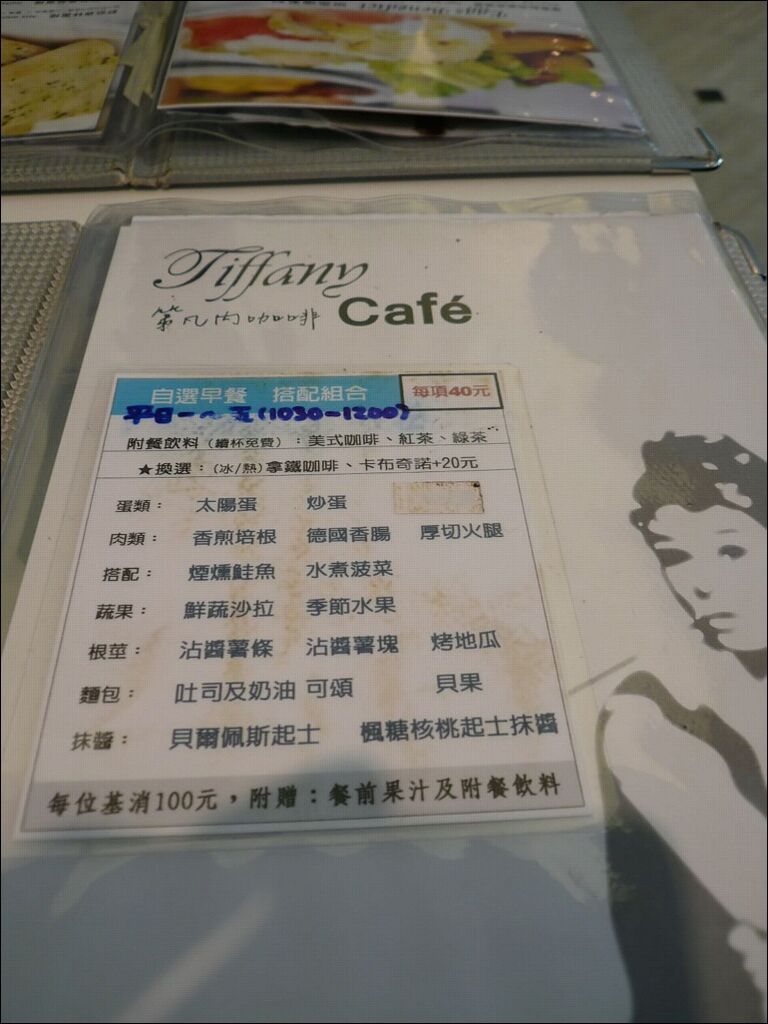 Tiffany
第凡內咖啡 Café
自選早餐 搭配組合 每項40元
平日一~五(1030-1200)
附餐飲料(續杯免費):美式咖啡、紅茶、綠茶
★換選:(冰/熱)拿鐵咖啡、卡布奇諾+20元
蛋類: 太陽蛋 炒蛋
肉類: 香煎培根 德國香腸 厚切火腿
搭配: 煙燻鮭魚 水煮菠菜
蔬果: 鮮蔬沙拉 季節水果
根莖: 沾醬薯條 沾醬薯塊 烤地瓜
麵包: 吐司及奶油 可頌 貝果
抹醬: 貝爾佩斯起士 楓糖核桃起士抹醬
每位基消100元,附贈:餐前果汁及附餐飲料